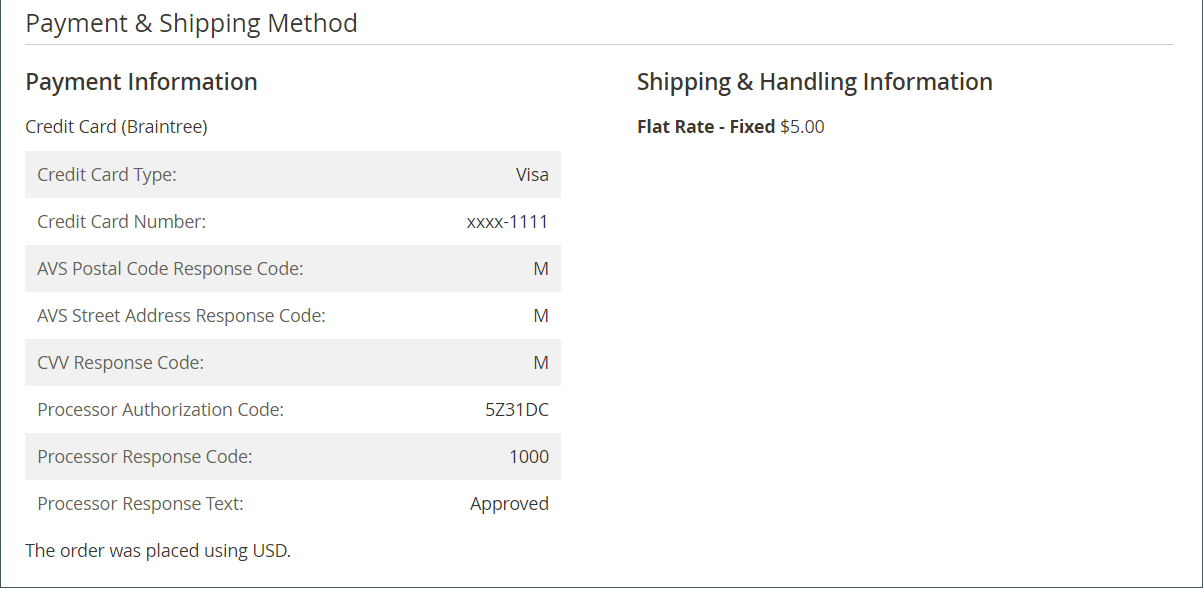 Payment & Shipping Method
Payment Information
Credit Card (Braintree)
Credit Card Type: Visa
Credit Card Number: xxxx-1111
AVS Postal Code Response Code: M
AVS Street Address Response Code: M
CVV Response Code: M
Processor Authorization Code: 5Z31DC
Processor Response Code: 1000
Processor Response Text: Approved
The order was placed using USD.
Shipping & Handling Information
Flat Rate - Fixed $5.00